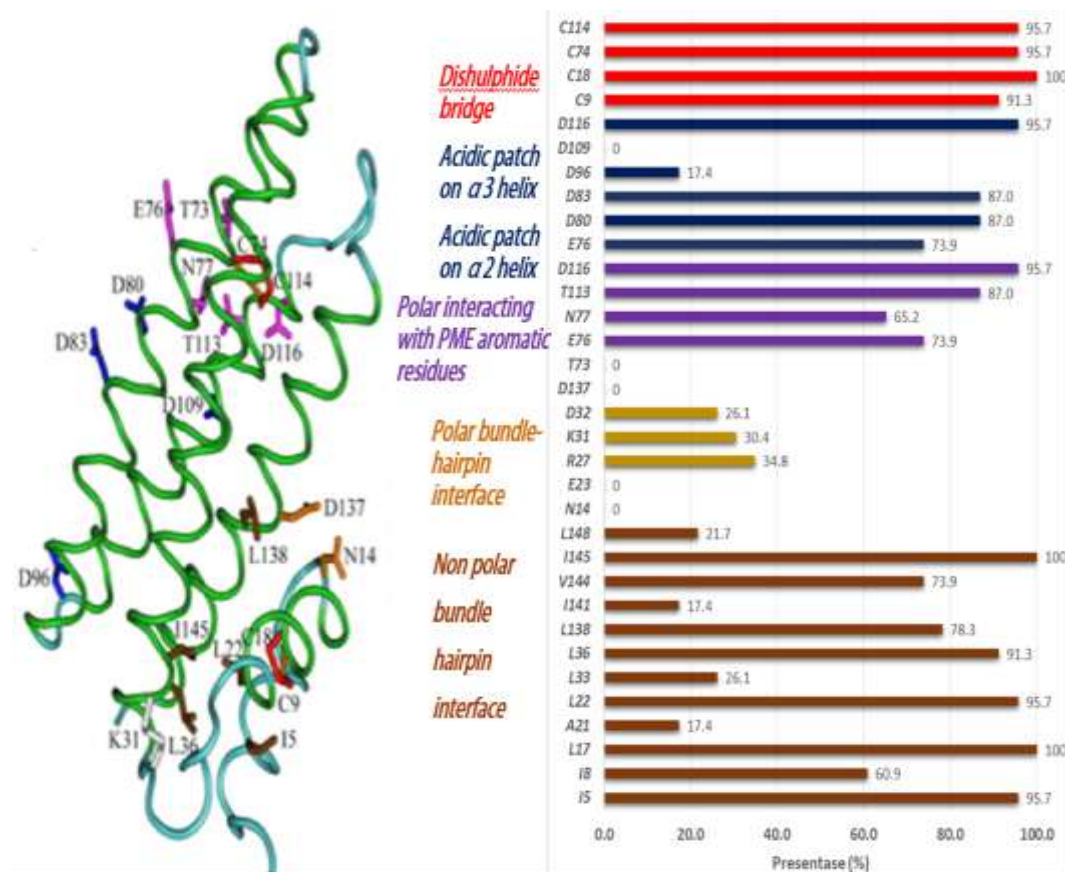 E76
T73
C74
N77
C114
D80
T113
D116
D83
D109
D137
L138
N14
D96
I145
L22
C18
C9
K31
L36
I5
Dishulphide
bridge
Acidic patch
on α3 helix
Acidic patch
on α2 helix
Polar interacting
with PME aromatic
residues
Polar bundle-
hairpin
interface
Non polar
bundle
hairpin
interface
C114 95.7
C74 95.7
C18 100
C9 91.3
D116 95.7
D109 0
D96 17.4
D83 87.0
D80 87.0
E76 73.9
D116 95.7
T113 87.0
N77 65.2
E76 73.9
T73 0
D137 0
D32 26.1
K31 30.4
R27 34.8
E23 0
N14 0
L148 21.7
I145 100
V144 73.9
I141 17.4
L138 78.3
L36 91.3
L33 26.1
L22 95.7
A21 17.4
L17 100
I8 60.9
I5 95.7
0.0 20.0 40.0 60.0 80.0 100.0
Presentase (%)